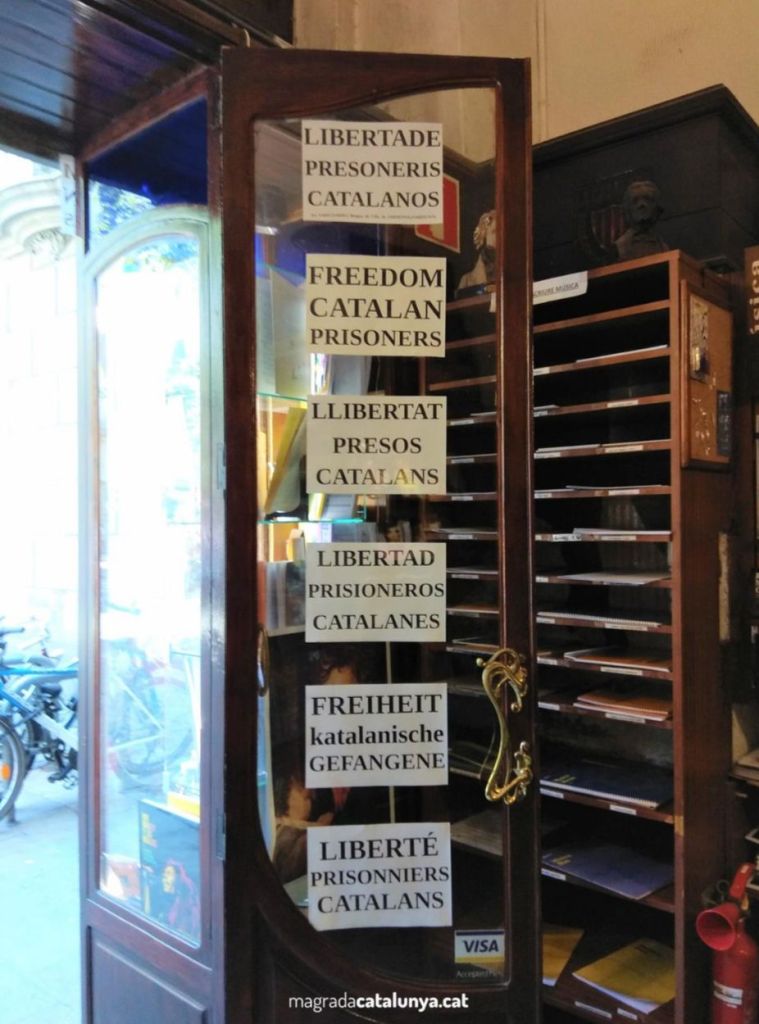 LIBERTADE
PRESONERIS
CATALANOS
FREEDOM
CATALAN
PRISONERS
LLIBERTAT
PRESOS
CATALANS
LIBERTAD
PRISIONEROS
CATALANES
FREIHEIT
katalanische
GEFANGENE
LIBERTÉ
PRISONNIERS
CATALANS
VISA
MÚSICA
magradacatalunya.cat